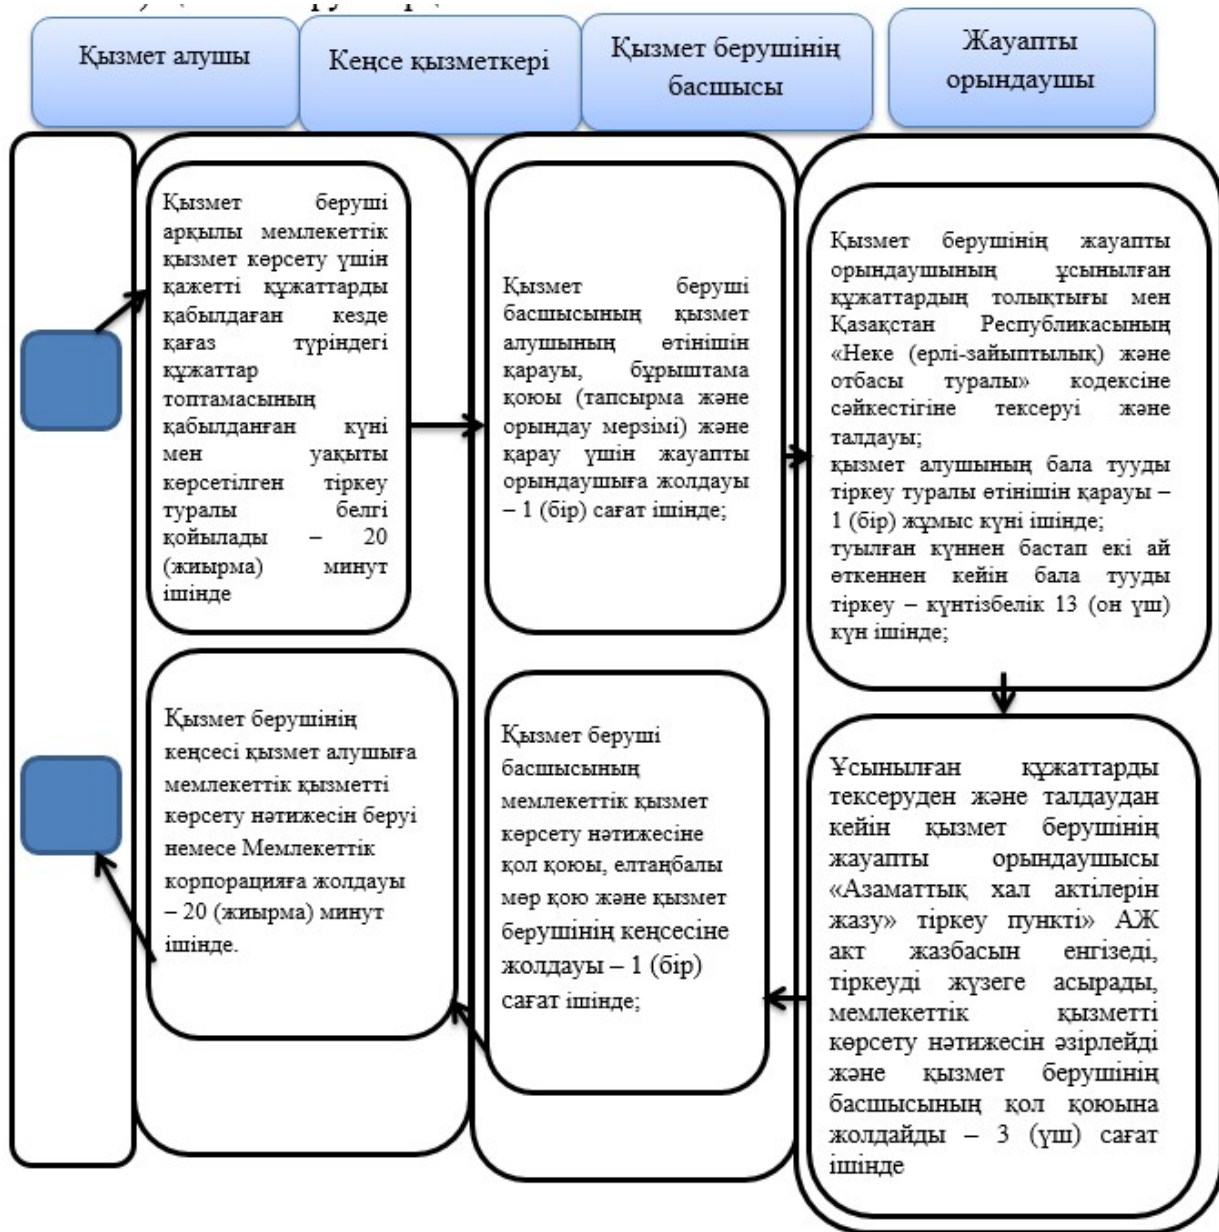 Қызмет алушы
Кеңсе қызметкері
Қызмет берушінің
басшысы
Жауапты
орындаушы
Қызмет беруші
арқылы мемлекеттік
қызмет көрсету үшін
қажетті құжаттарды
қабылдаған кезде
қағаз түріндегі
құжаттар
топтамасының
қабылданған күні
мен уақыты
көрсетілген тіркеу
туралы белгі
қойылады – 20
(жиырма) минут
ішінде
Қызмет беруші
басшысының қызмет
алушының өтінішін
қарауы, бұрыштама
қоюы (тапсырма және
орындау мерзімі) және
қарау үшін жауапты
орындаушыға жолдауы
– 1 (бір) сағат ішінде;
Қызмет берушінің жауапты
орындаушының ұсынылған
құжаттардың толықтығы мен
Қазақстан Республикасының
«Неке (ерлі-зайыптылық) және
отбасы туралы» кодексіне
сәйкестігіне тексеруі және
талдауы;
қызмет алушының бала тууды
тіркеу туралы өтінішін қарауы –
1 (бір) жұмыс күні ішінде;
туылған күннен бастап екі ай
өткеннен кейін бала тууды
тіркеу – күнтізбелік 13 (он үш)
күн ішінде;
Ұсынылған құжаттарды
тексеруден және талдаудан
кейін қызмет берушінің
жауапты орындаушысы
«Азаматтық хал актілерін
жазу» тіркеу пункті» АЖ
акт жазбасын енгізеді,
тіркеуді жүзеге асырады,
мемлекеттік қызметті
көрсету нәтижесін әзірлейді
және қызмет берушінің
басшысының қол қоюына
жолдайды – 3 (үш) сағат
ішінде
Қызмет беруші
басшысының
мемлекеттік қызмет
көрсету нәтижесіне
қол қоюы, елтаңбалы
мөр қою және қызмет
берушінің кеңсесіне
жолдауы – 1 (бір)
сағат ішінде;
Қызмет берушінің
кеңсесі қызмет алушыға
мемлекеттік қызметті
көрсету нәтижесін беруі
немесе Мемлекеттік
корпорацияға жолдауы
– 20 (жиырма) минут
ішінде.